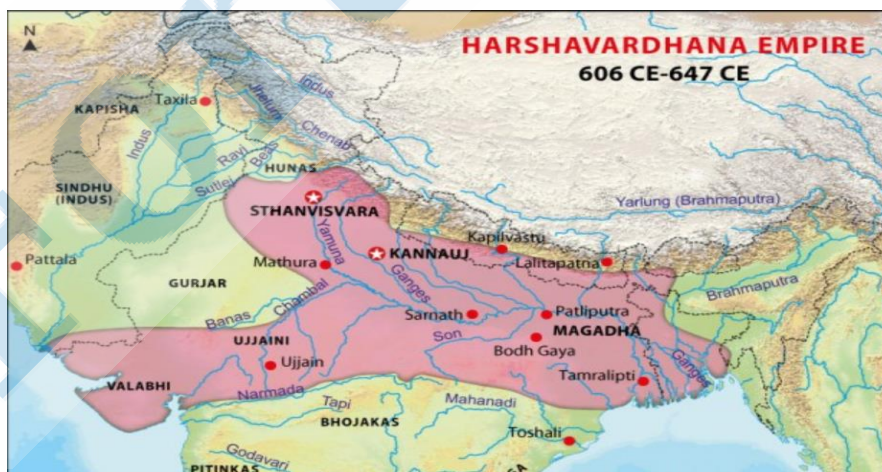 N
HARSHAVARDHANA EMPIRE
606 CE-647 CE
KAPISHA
Taxila
Indus
Jhelum
Indus
Chenab
Ravi
Beas
Sutlej
HUNAS
SINDHU
(INDUS)
STHANVISVARA
Yarlung (Brahmaputra)
Pattala
Yamuna
KANNAUJ
Kapilvastu
Lalitapatna
Mathura
GURJAR
Ganges
Chambal
Brahmaputra
Banas
Sarnath
Patliputra
UJJAINI
Son
MAGADHA
Ujjain
Bodh Gaya
Ganges
VALABHI
Narmada
Tamralipti
Tapi
Mahanadi
BHOJAKAS
Toshali
Godavari
PITINKAS